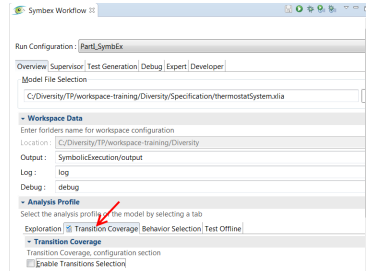 Symbex Workflow
Run Configuration : PartI_SymbEx
Overview Supervisor Test Generation Debug Expert Developer
Model File Selection
C:/Diversity/TP/workspace-training/Diversity/Specification/thermostatSystem.xlia
Workspace Data
Enter forlders name for workspace configuration
Location : C:/Diversity/TP/workspace-training/Diversity
Output : SymbolicExecution/output
Log : log
Debug : debug
Analysis Profile
Select the analysis profile of the model by selecting a tab
Exploration Transition Coverage Behavior Selection Test Offline
Transition Coverage
Transition Coverage, configuration section
Enable Transitions Selection